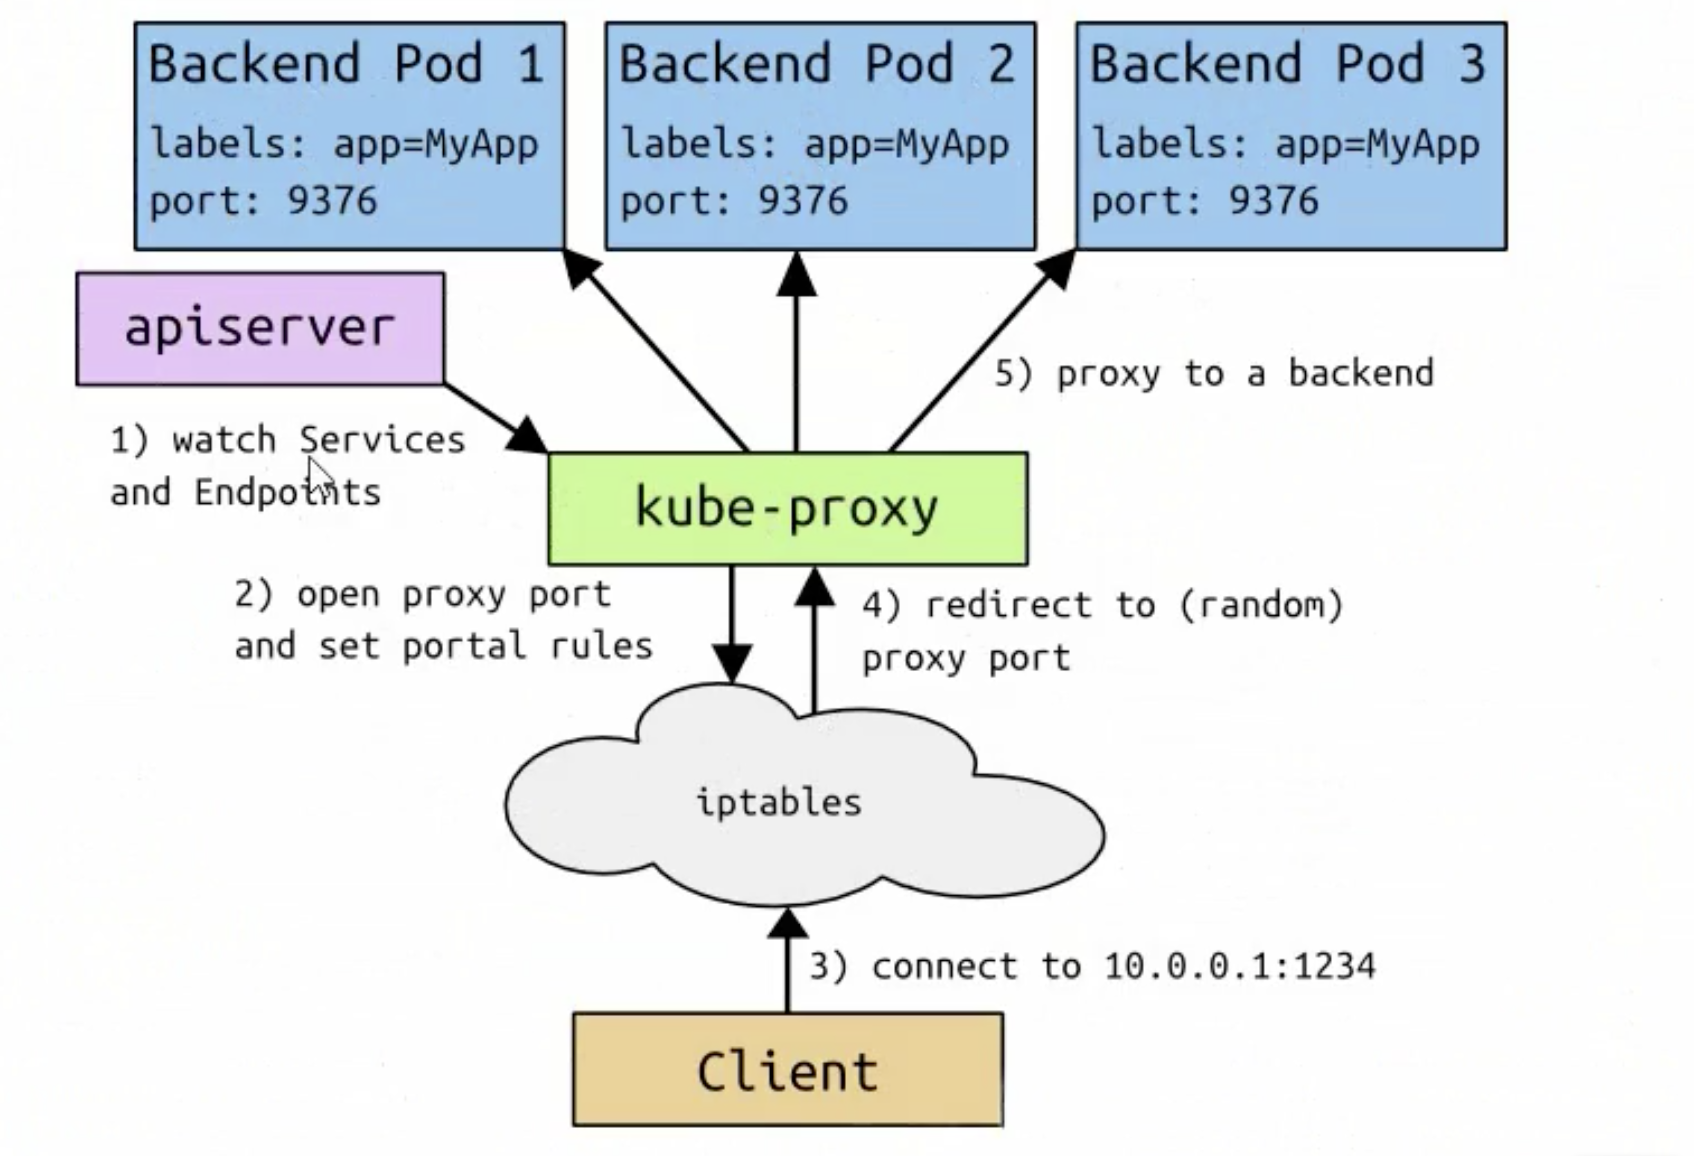 Backend Pod 1
labels: app=MyApp
port: 9376
Backend Pod 2
labels: app=MyApp
port: 9376
Backend Pod 3
labels: app=MyApp
port: 9376
apiserver
1) watch Services
and Endpoints
kube-proxy
5) proxy to a backend
2) open proxy port
and set portal rules
4) redirect to (random)
proxy port
iptables
3) connect to 10.0.0.1:1234
Client